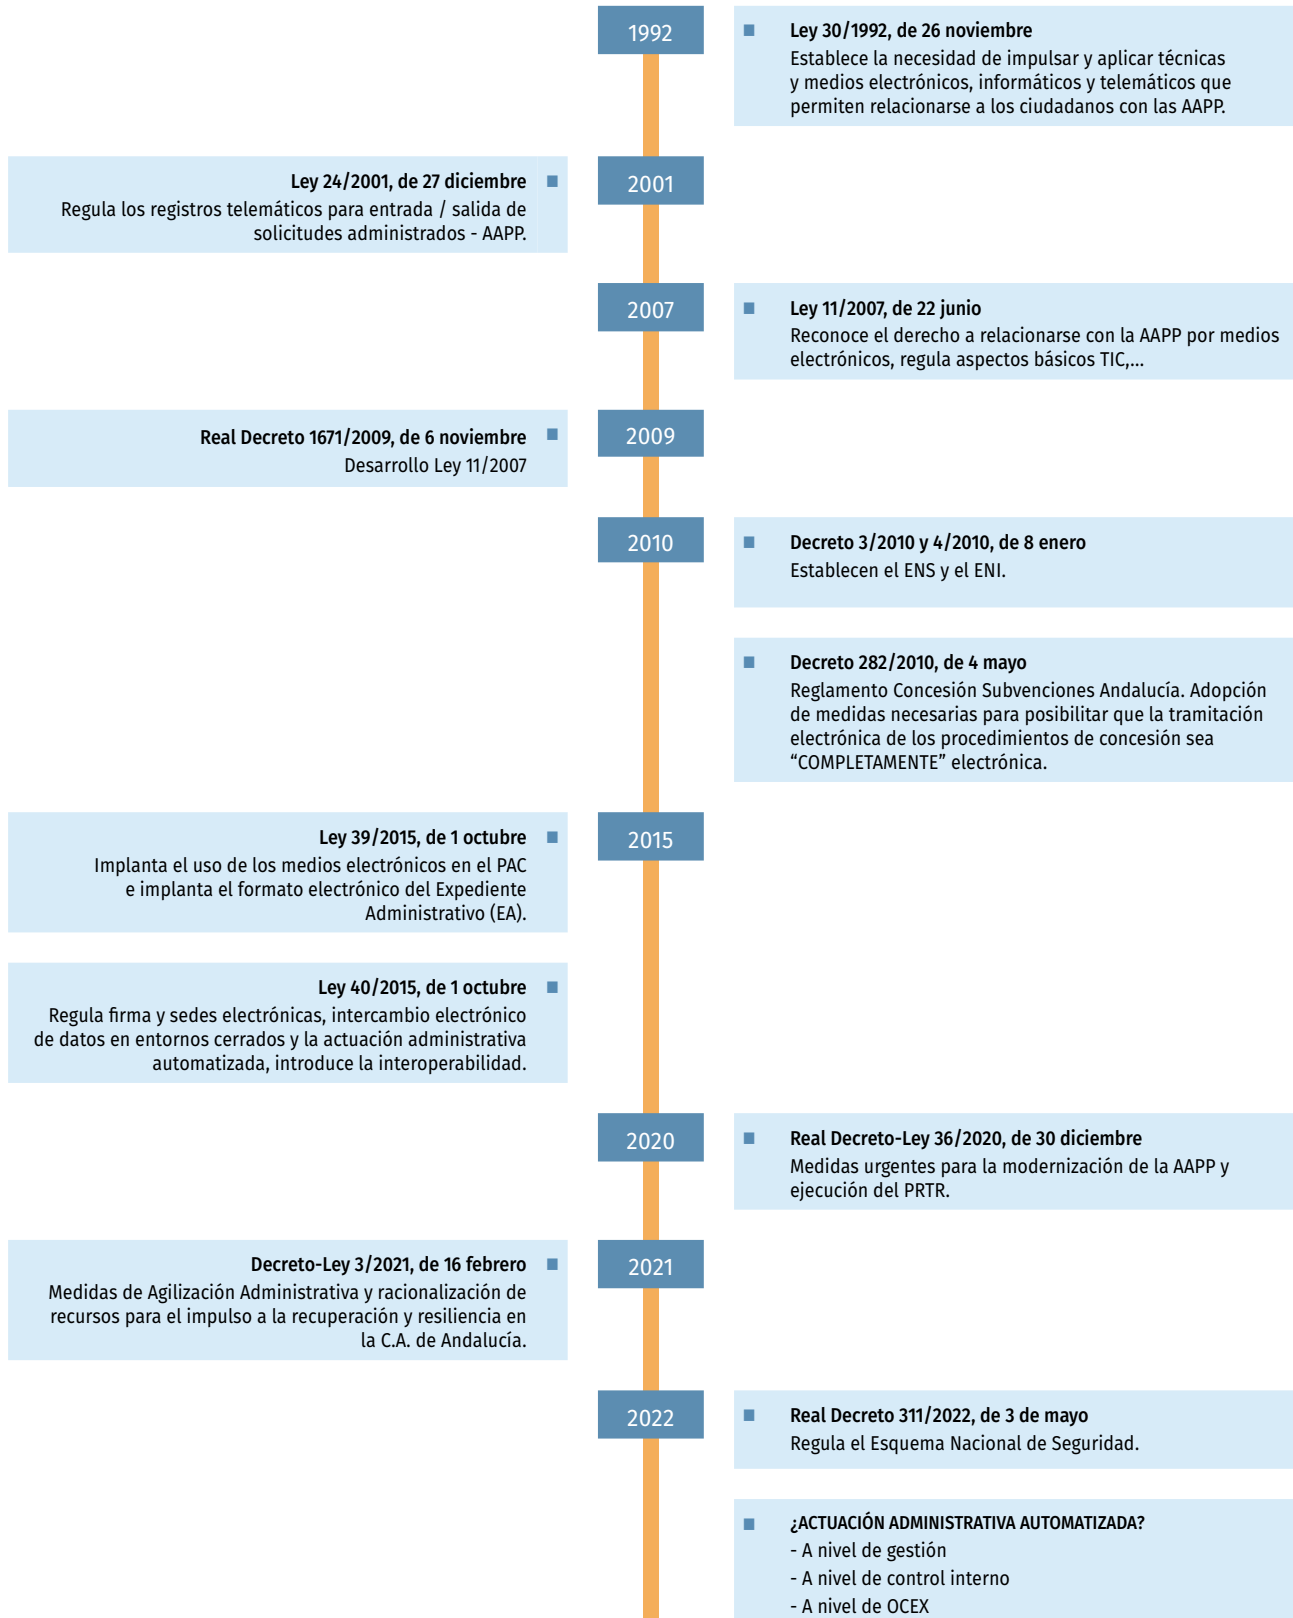 1992
Ley 30/1992, de 26 noviembre
Establece la necesidad de impulsar y aplicar técnicas
y medios electrónicos, informáticos y telemáticos que
permiten relacionarse a los ciudadanos con las AAPP.
2001
Ley 24/2001, de 27 diciembre
Regula los registros telemáticos para entrada / salida de
solicitudes administrados - AAPP.
2007
Ley 11/2007, de 22 junio
Reconoce el derecho a relacionarse con la AAPP por medios
electrónicos, regula aspectos básicos TIC,...
2009
Real Decreto 1671/2009, de 6 noviembre
Desarrollo Ley 11/2007
2010
Decreto 3/2010 y 4/2010, de 8 enero
Establecen el ENS y el ENI.
Decreto 282/2010, de 4 mayo
Reglamento Concesión Subvenciones Andalucía. Adopción
de medidas necesarias para posibilitar que la tramitación
electrónica de los procedimientos de concesión sea
“COMPLETAMENTE” electrónica.
2015
Ley 39/2015, de 1 octubre
Implanta el uso de los medios electrónicos en el PAC
e implanta el formato electrónico del Expediente
Administrativo (EA).
Ley 40/2015, de 1 octubre
Regula firma y sedes electrónicas, intercambio electrónico
de datos en entornos cerrados y la actuación administrativa
automatizada, introduce la interoperabilidad.
2020
Real Decreto-Ley 36/2020, de 30 diciembre
Medidas urgentes para la modernización de la AAPP y
ejecución del PRTR.
2021
Decreto-Ley 3/2021, de 16 febrero
Medidas de Agilización Administrativa y racionalización de
recursos para el impulso a la recuperación y resiliencia en
la C.A. de Andalucía.
2022
Real Decreto 311/2022, de 3 de mayo
Regula el Esquema Nacional de Seguridad.
¿ACTUACIÓN ADMINISTRATIVA AUTOMATIZADA?
- A nivel de gestión
- A nivel de control interno
- A nivel de OCEX